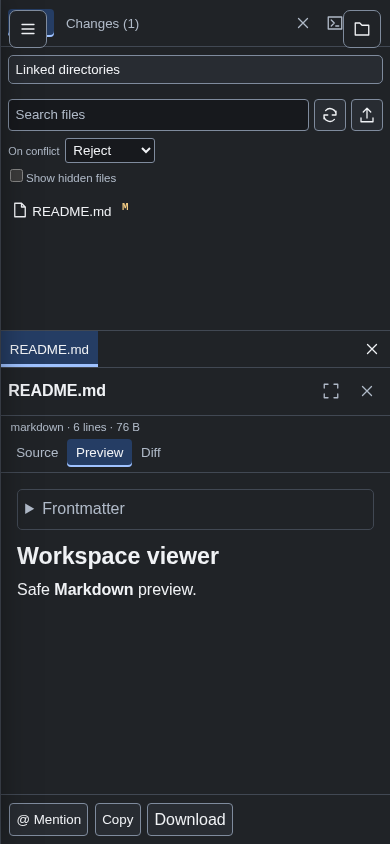 Changes (1)
Linked directories
Search files
On conflict Reject
Show hidden files
README.md M
README.md
README.md
markdown · 6 lines · 76 B
Source Preview Diff
Frontmatter
Workspace viewer
Safe Markdown preview.
@ Mention Copy Download